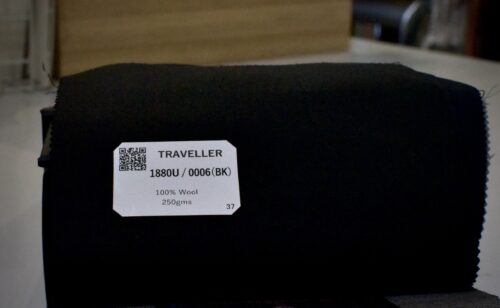 TRAVELLER
1880U / 0006(BK)
100% Wool
250gms
37